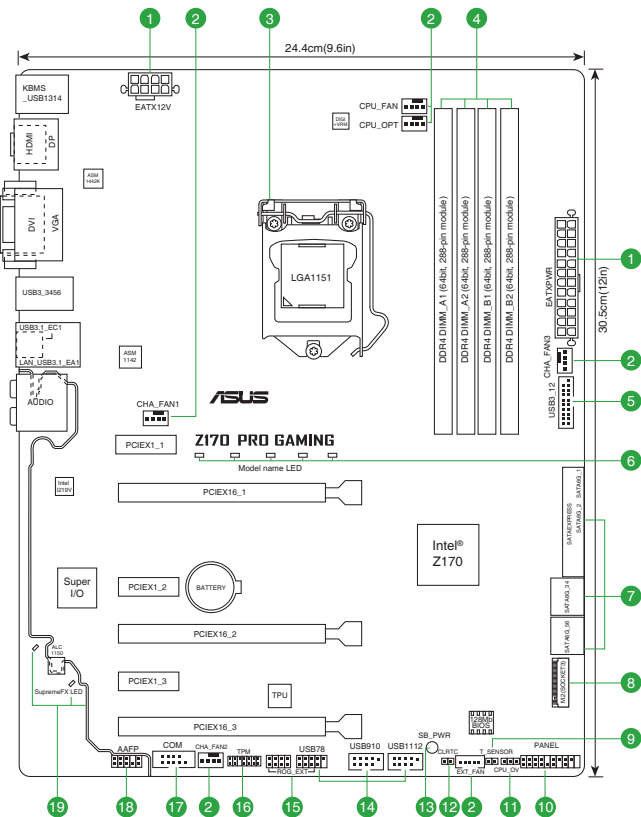 1
2
3
2
4
24.4cm(9.6in)
KBMS
_USB1314
EATX12V
CPU_FAN
DIGI
+VRM
CPU_OPT
HDMI
DP
ASM
1442K
DVI
VGA
LGA1151
DDR4 DIMM_A1 (64bit, 288-pin module)
DDR4 DIMM_A2 (64bit, 288-pin module)
DDR4 DIMM_B1 (64bit, 288-pin module)
DDR4 DIMM_B2 (64bit, 288-pin module)
EATXPWR
1
30.5cm(12in)
USB3_3456
USB3.1_EC1
LAN_USB3.1_EA1
ASM
1142
CHA_FAN3
2
AUDIO
ASUS
CHA_FAN1
USB3_12
5
PCIEX1_1
Z170 PRO GAMING
Model name LED
6
Intel
I219V
PCIEX16_1
SATAEXPRESS
SATA6G_2
SATA6G_1
Intel®
Z170
Super
I/O
PCIEX1_2
BATTERY
SATA6G_34
7
PCIEX16_2
SATA6G_56
ALC
1150
SupremeFX LED
PCIEX1_3
TPU
M.2(SOCKET3)
8
128Mb
BIOS
PCIEX16_3
SB_PWR
9
AAFP
COM
CHA_FAN2
TPM
ROG_EXT
USB78
USB910
USB1112
CLRTC
EXT_FAN
T_SENSOR
CPU_OV
PANEL
19
18
17
2
16
15
14
13
12
2
11
10